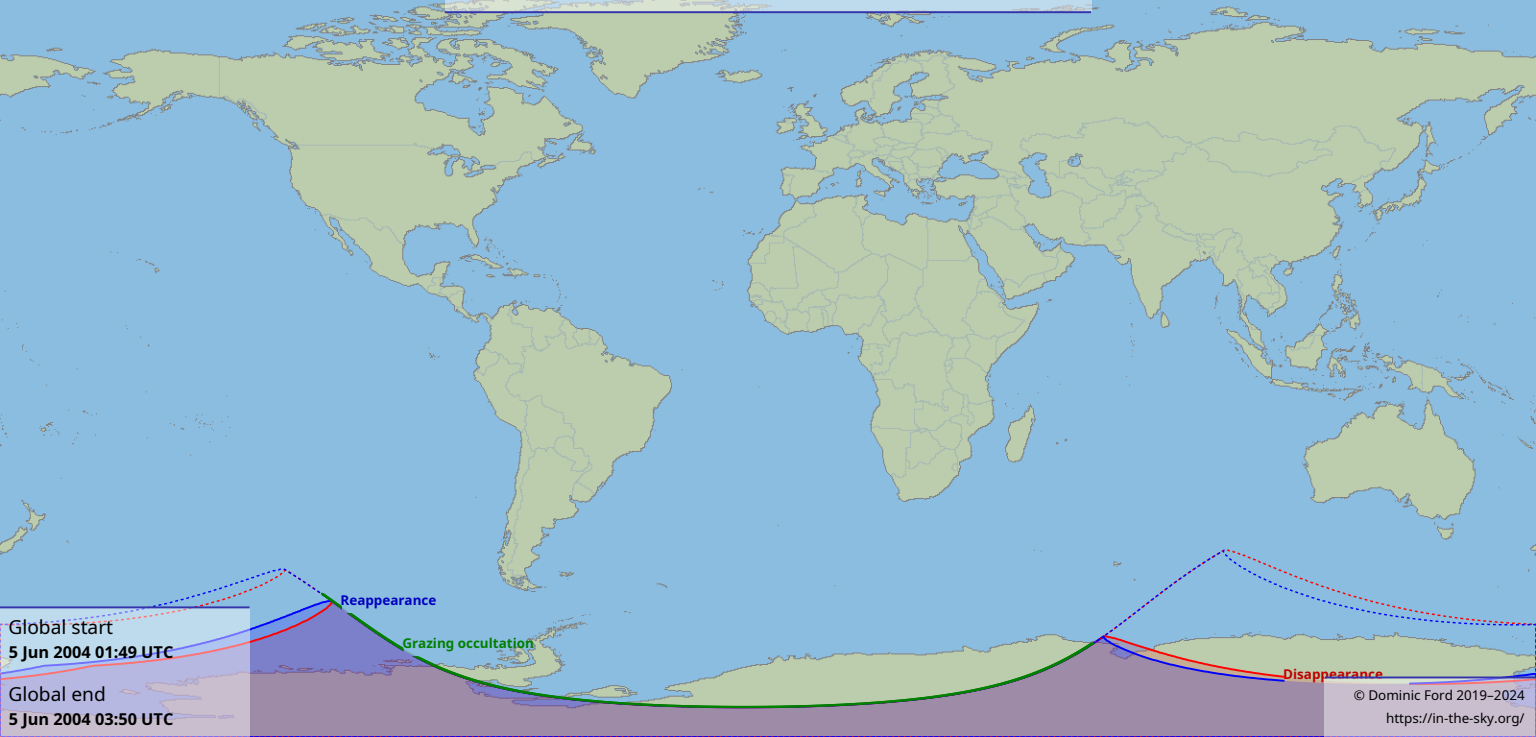 Reappearance
Grazing occultation
Disappearance
Global start
5 Jun 2004 01:49 UTC
Global end
5 Jun 2004 03:50 UTC
© Dominic Ford 2019–2024
https://in-the-sky.org/